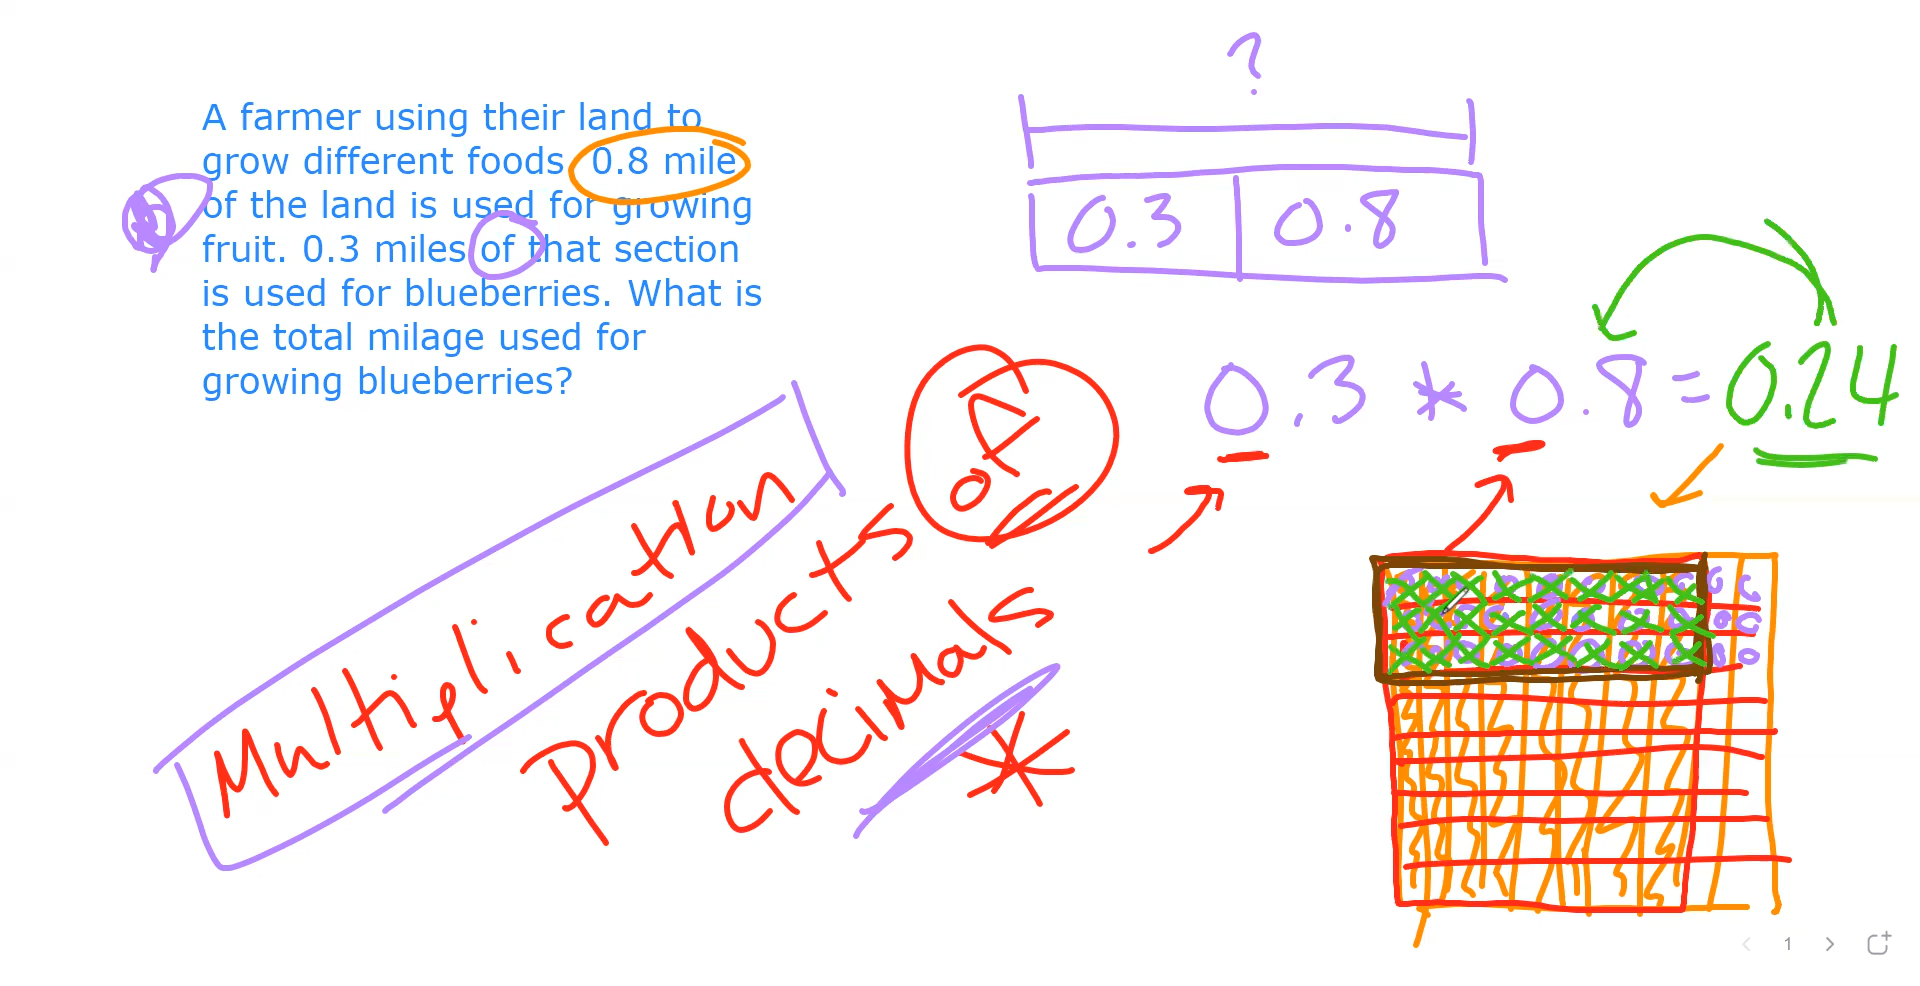 A farmer using their land to
grow different foods 0.8 mile
of the land is used for growing
fruit. 0.3 miles of that section
is used for blueberries. What is
the total milage used for
growing blueberries?
?
0.3 0.8
0.3 * 0.8 = 0.24
Multiplication
products of
decimals
*
1